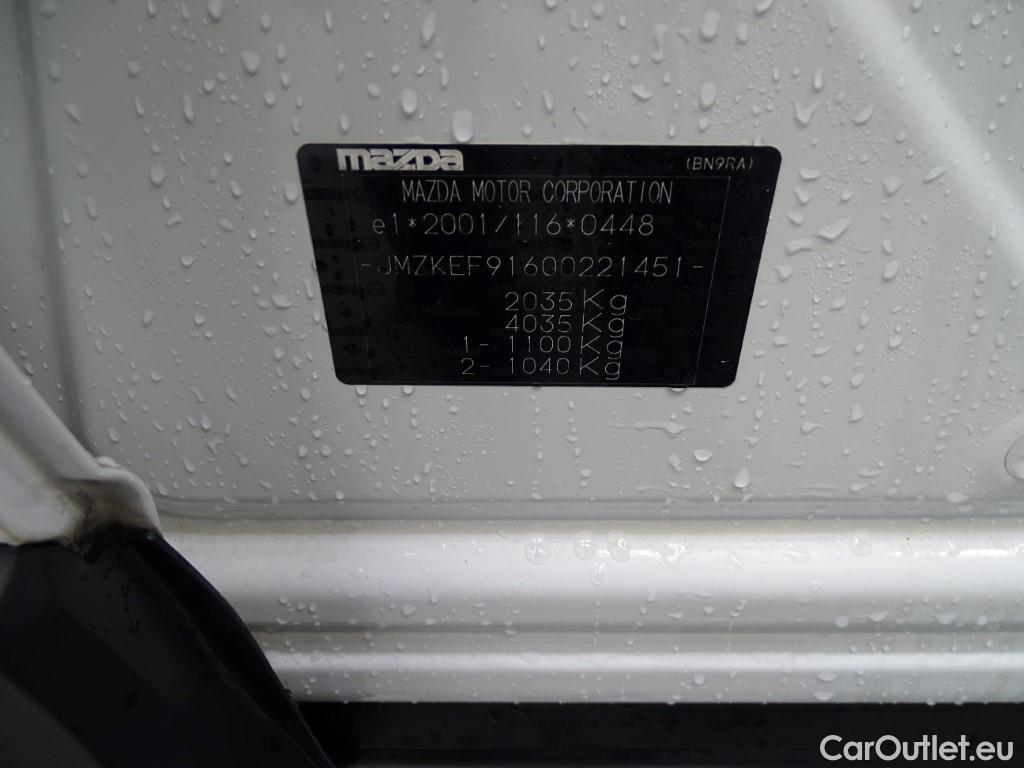 mazda (BN9RA)
MAZDA MOTOR CORPORATION
e1*2001/116*0448
-JMZKEF91600221451-
2035 Kg
4035 Kg
1- 1100 Kg
2- 1040 Kg
CarOutlet.eu